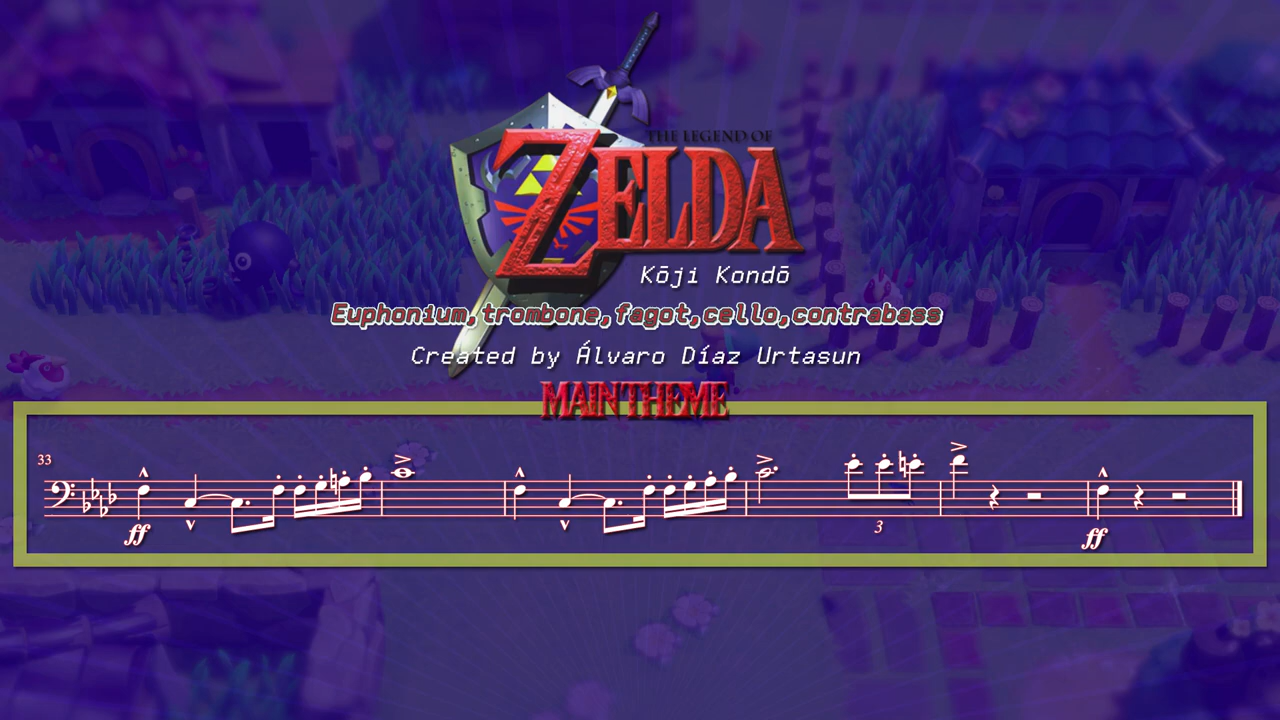 THE LEGEND OF
ZELDA
Kōji Kondō
Euphonium,trombone,fagot,cello,contrabass
Created by Álvaro Díaz Urtasun
MAIN THEME
33
ff
3
ff